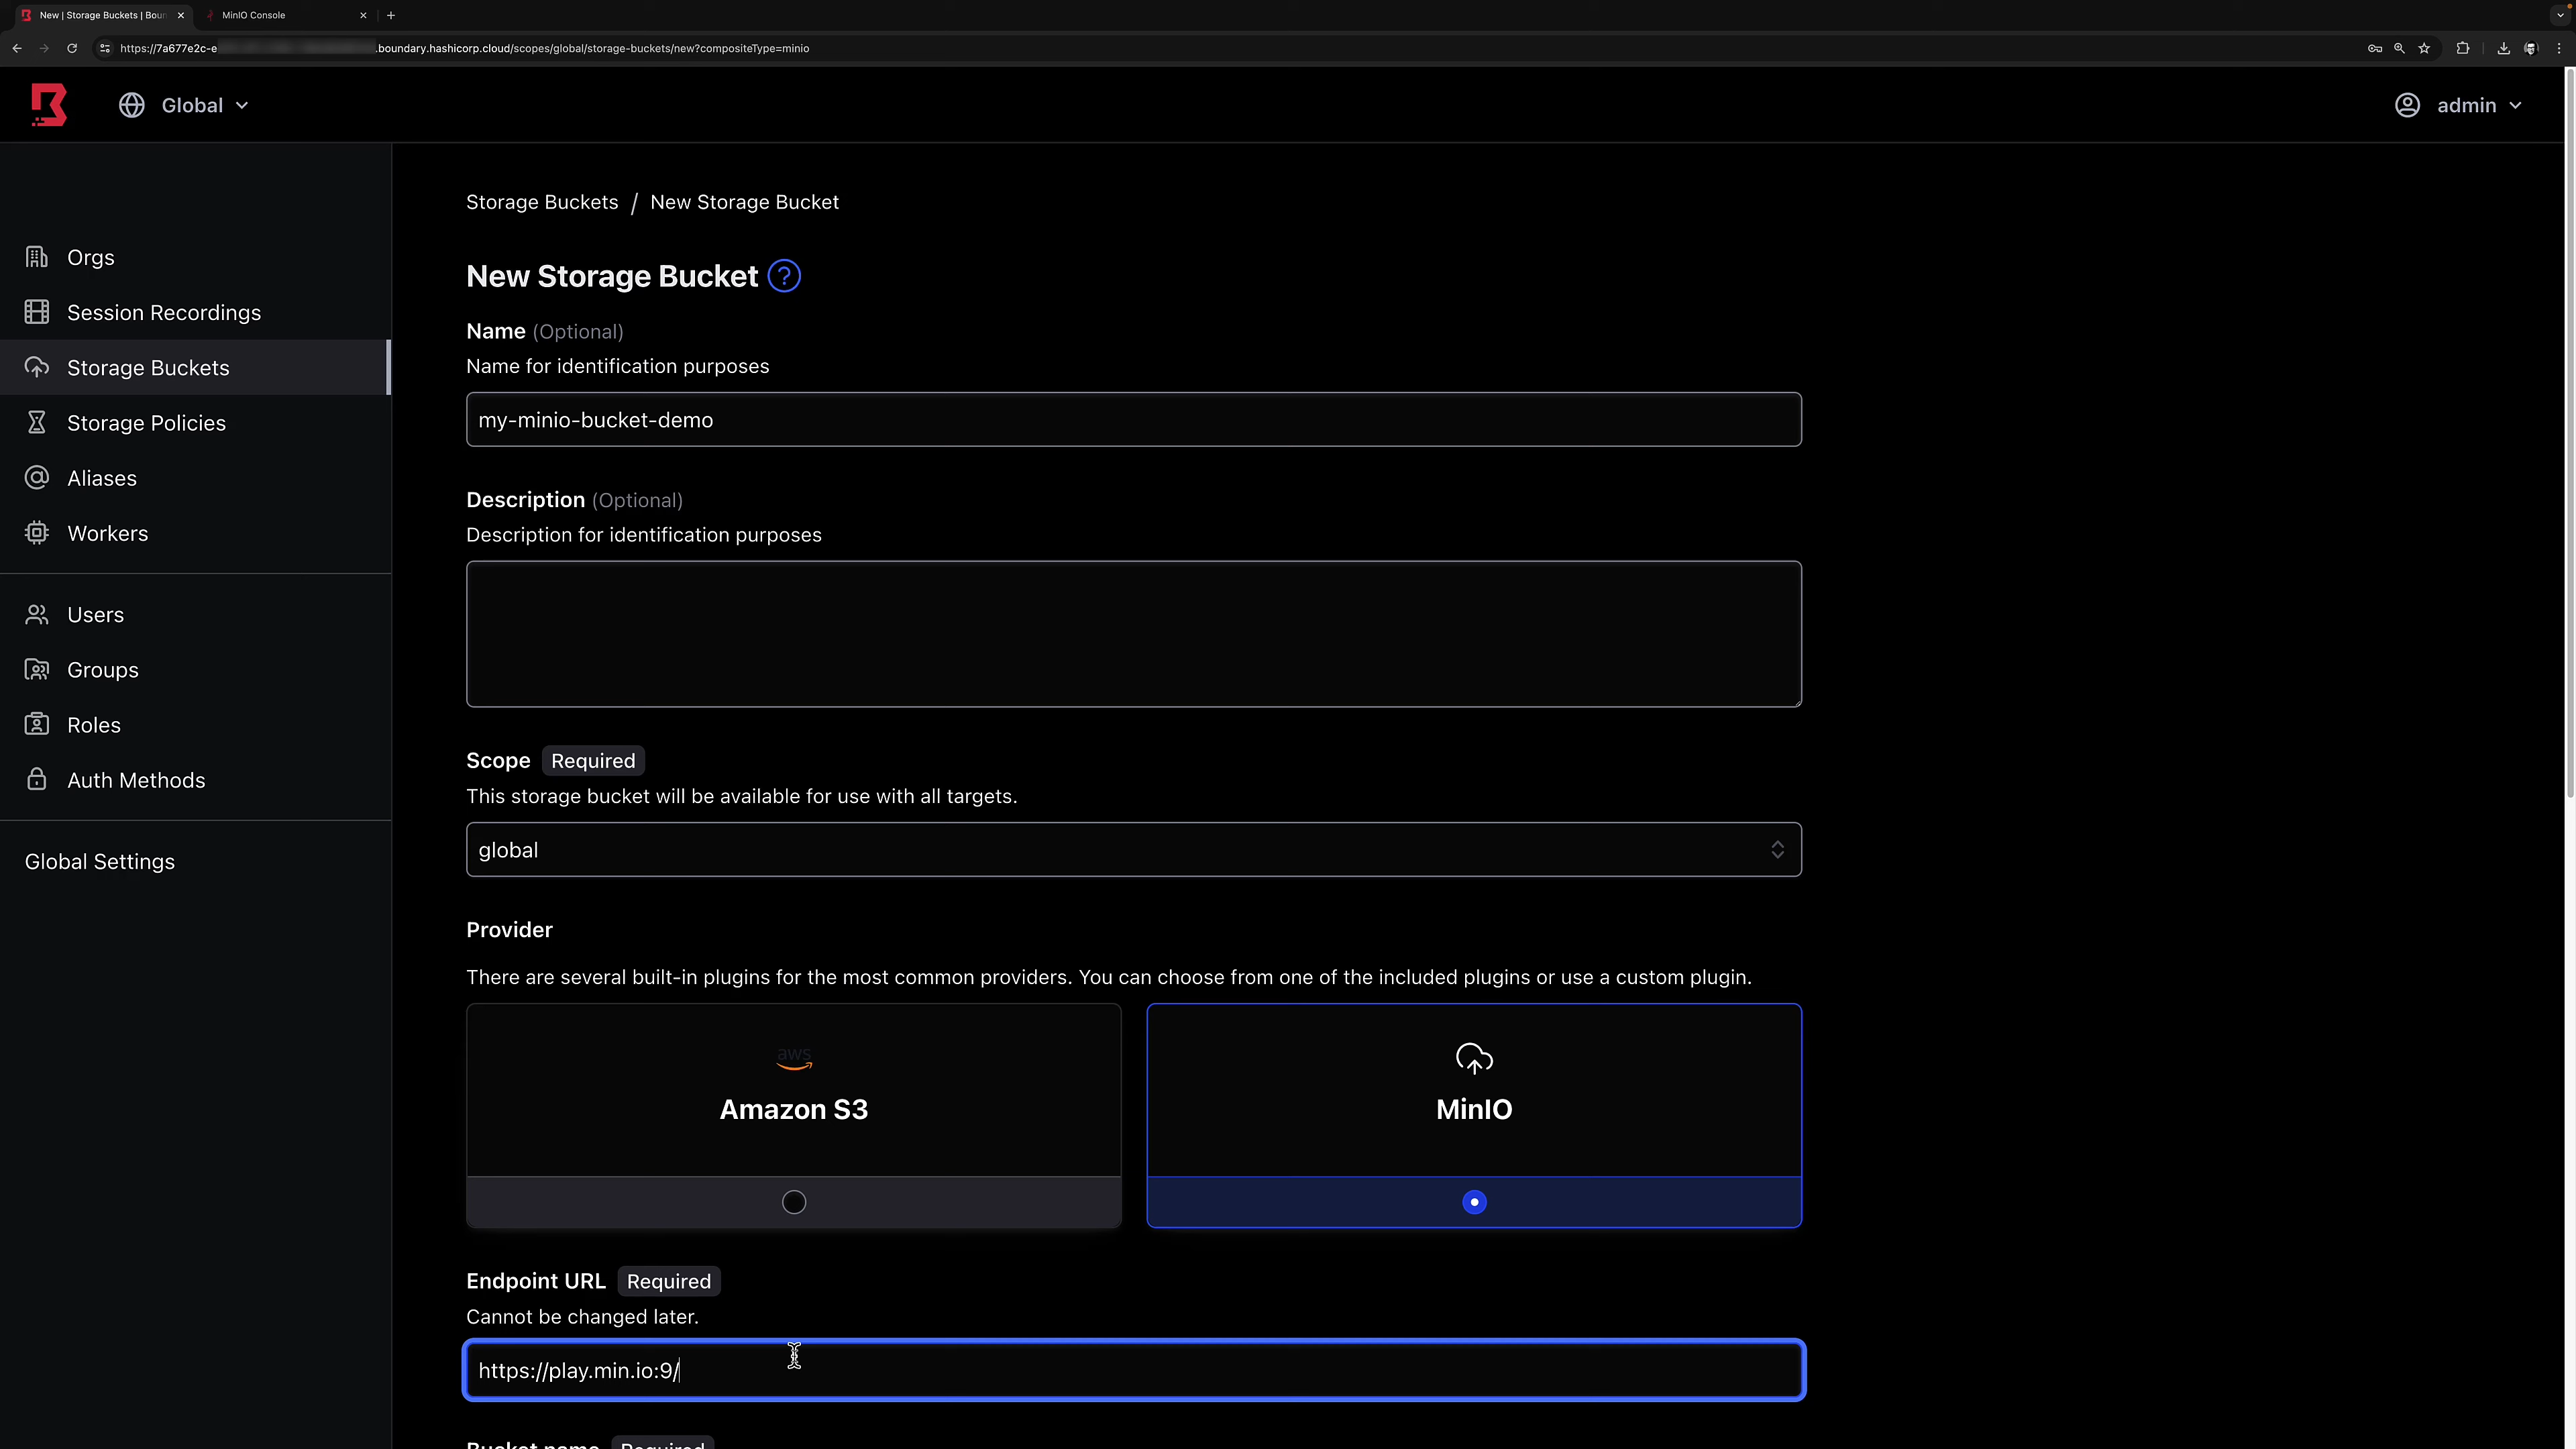 New | Storage Buckets | Boun
MinIO Console
https://7a677e2c-e
.boundary.hashicorp.cloud/scopes/global/storage-buckets/new?compositeType=minio
Global
admin
Orgs
Session Recordings
Storage Buckets
Storage Policies
Aliases
Workers
Users
Groups
Roles
Auth Methods
Global Settings
Storage Buckets / New Storage Bucket
New Storage Bucket ?
Name (Optional)
Name for identification purposes
my-minio-bucket-demo
Description (Optional)
Description for identification purposes
Scope Required
This storage bucket will be available for use with all targets.
global
Provider
There are several built-in plugins for the most common providers. You can choose from one of the included plugins or use a custom plugin.
aws
Amazon S3
MinIO
Endpoint URL Required
Cannot be changed later.
https://play.min.io:9/
Bucket name Required